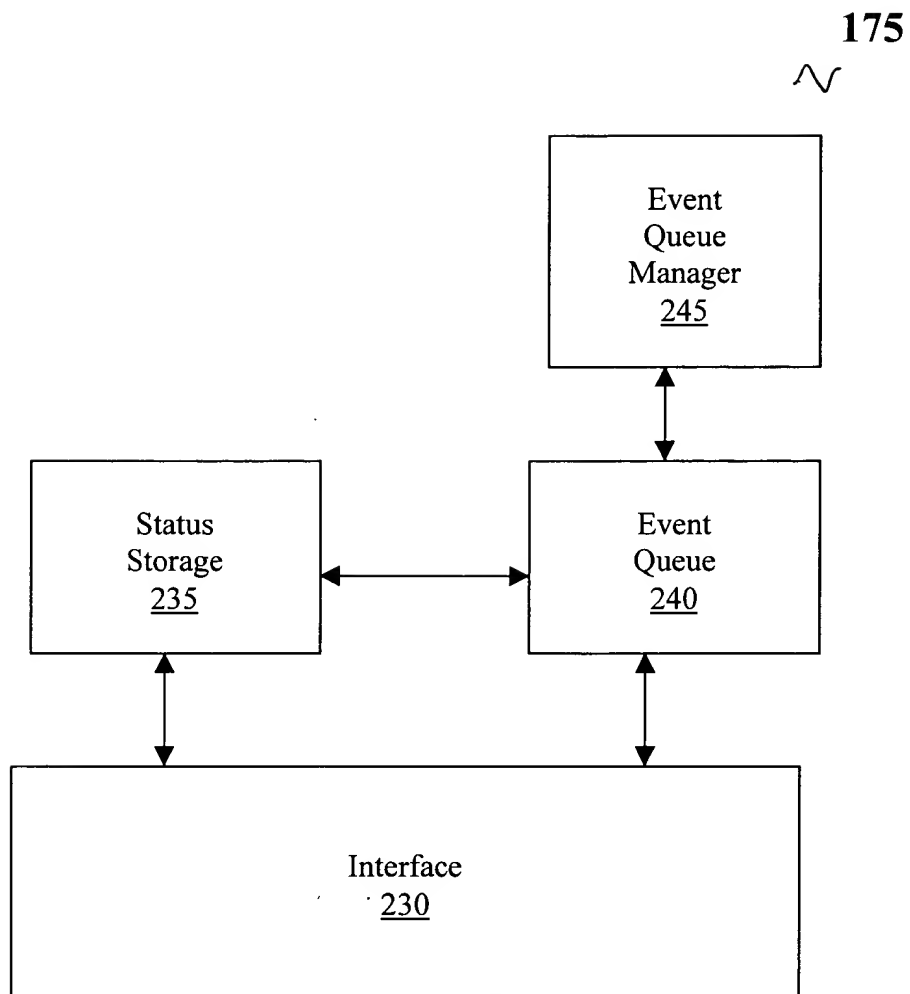 175
Event
Queue
Manager
245
Status
Storage
235
Event
Queue
240
Interface
230